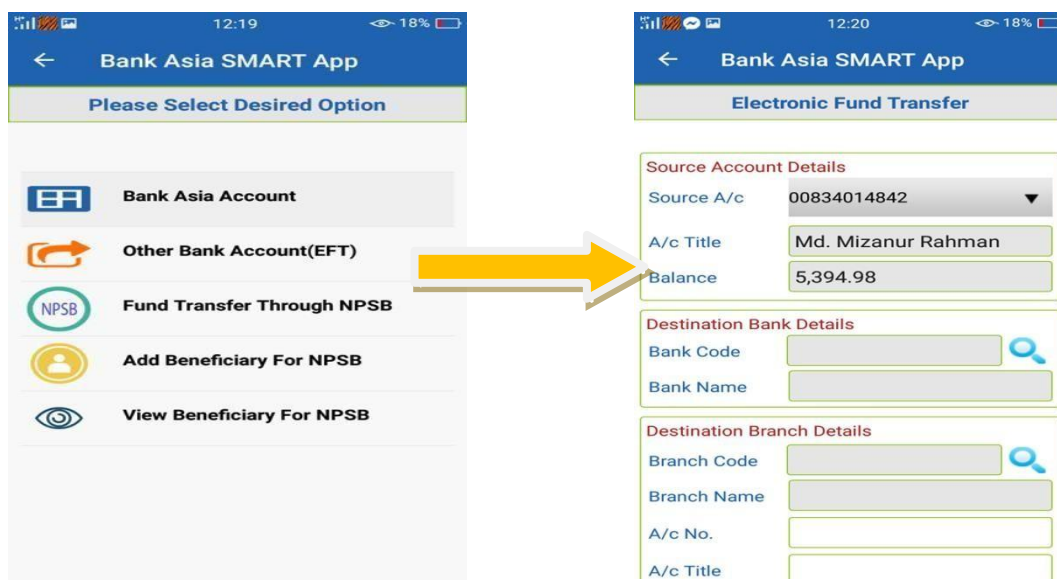 12:19
18%
Bank Asia SMART App
Please Select Desired Option
Bank Asia Account
Other Bank Account(EFT)
NPSB
Fund Transfer Through NPSB
Add Beneficiary For NPSB
View Beneficiary For NPSB
12:20
18%
Bank Asia SMART App
Electronic Fund Transfer
Source Account Details
Source A/c 00834014842
A/c Title Md. Mizanur Rahman
Balance 5,394.98
Destination Bank Details
Bank Code
Bank Name
Destination Branch Details
Branch Code
Branch Name
A/c No.
A/c Title